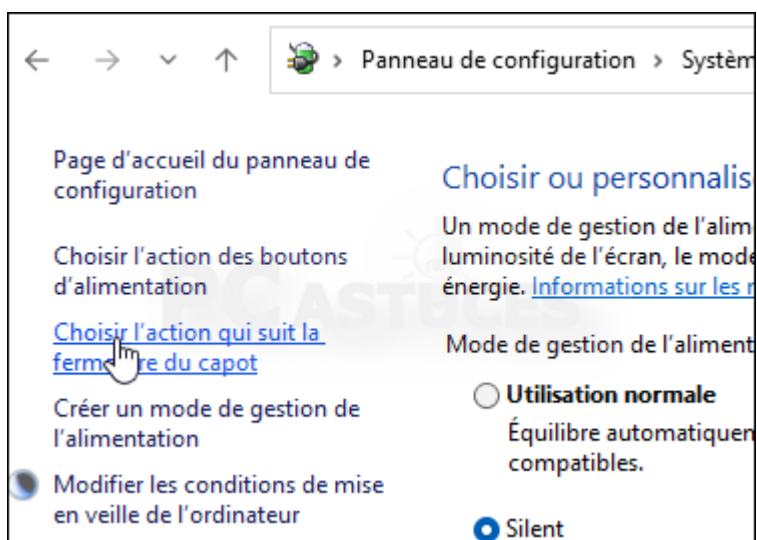 Panneau de configuration > Système
Page d'accueil du panneau de
configuration
Choisir l'action des boutons
d'alimentation
Choisir l'action qui suit la
du capot
Créer un mode de gestion de
l'alimentation
Modifier les conditions de mise
en veille de l'ordinateur
Choisir ou personnalis
Un mode de gestion de l'alim
luminosité de l'écran, le mode
énergie. Informations sur les
Mode de gestion de l'aliment
Utilisation normale
Équilibre automatiquen
compatibles.
Silent
PC ASTUCES